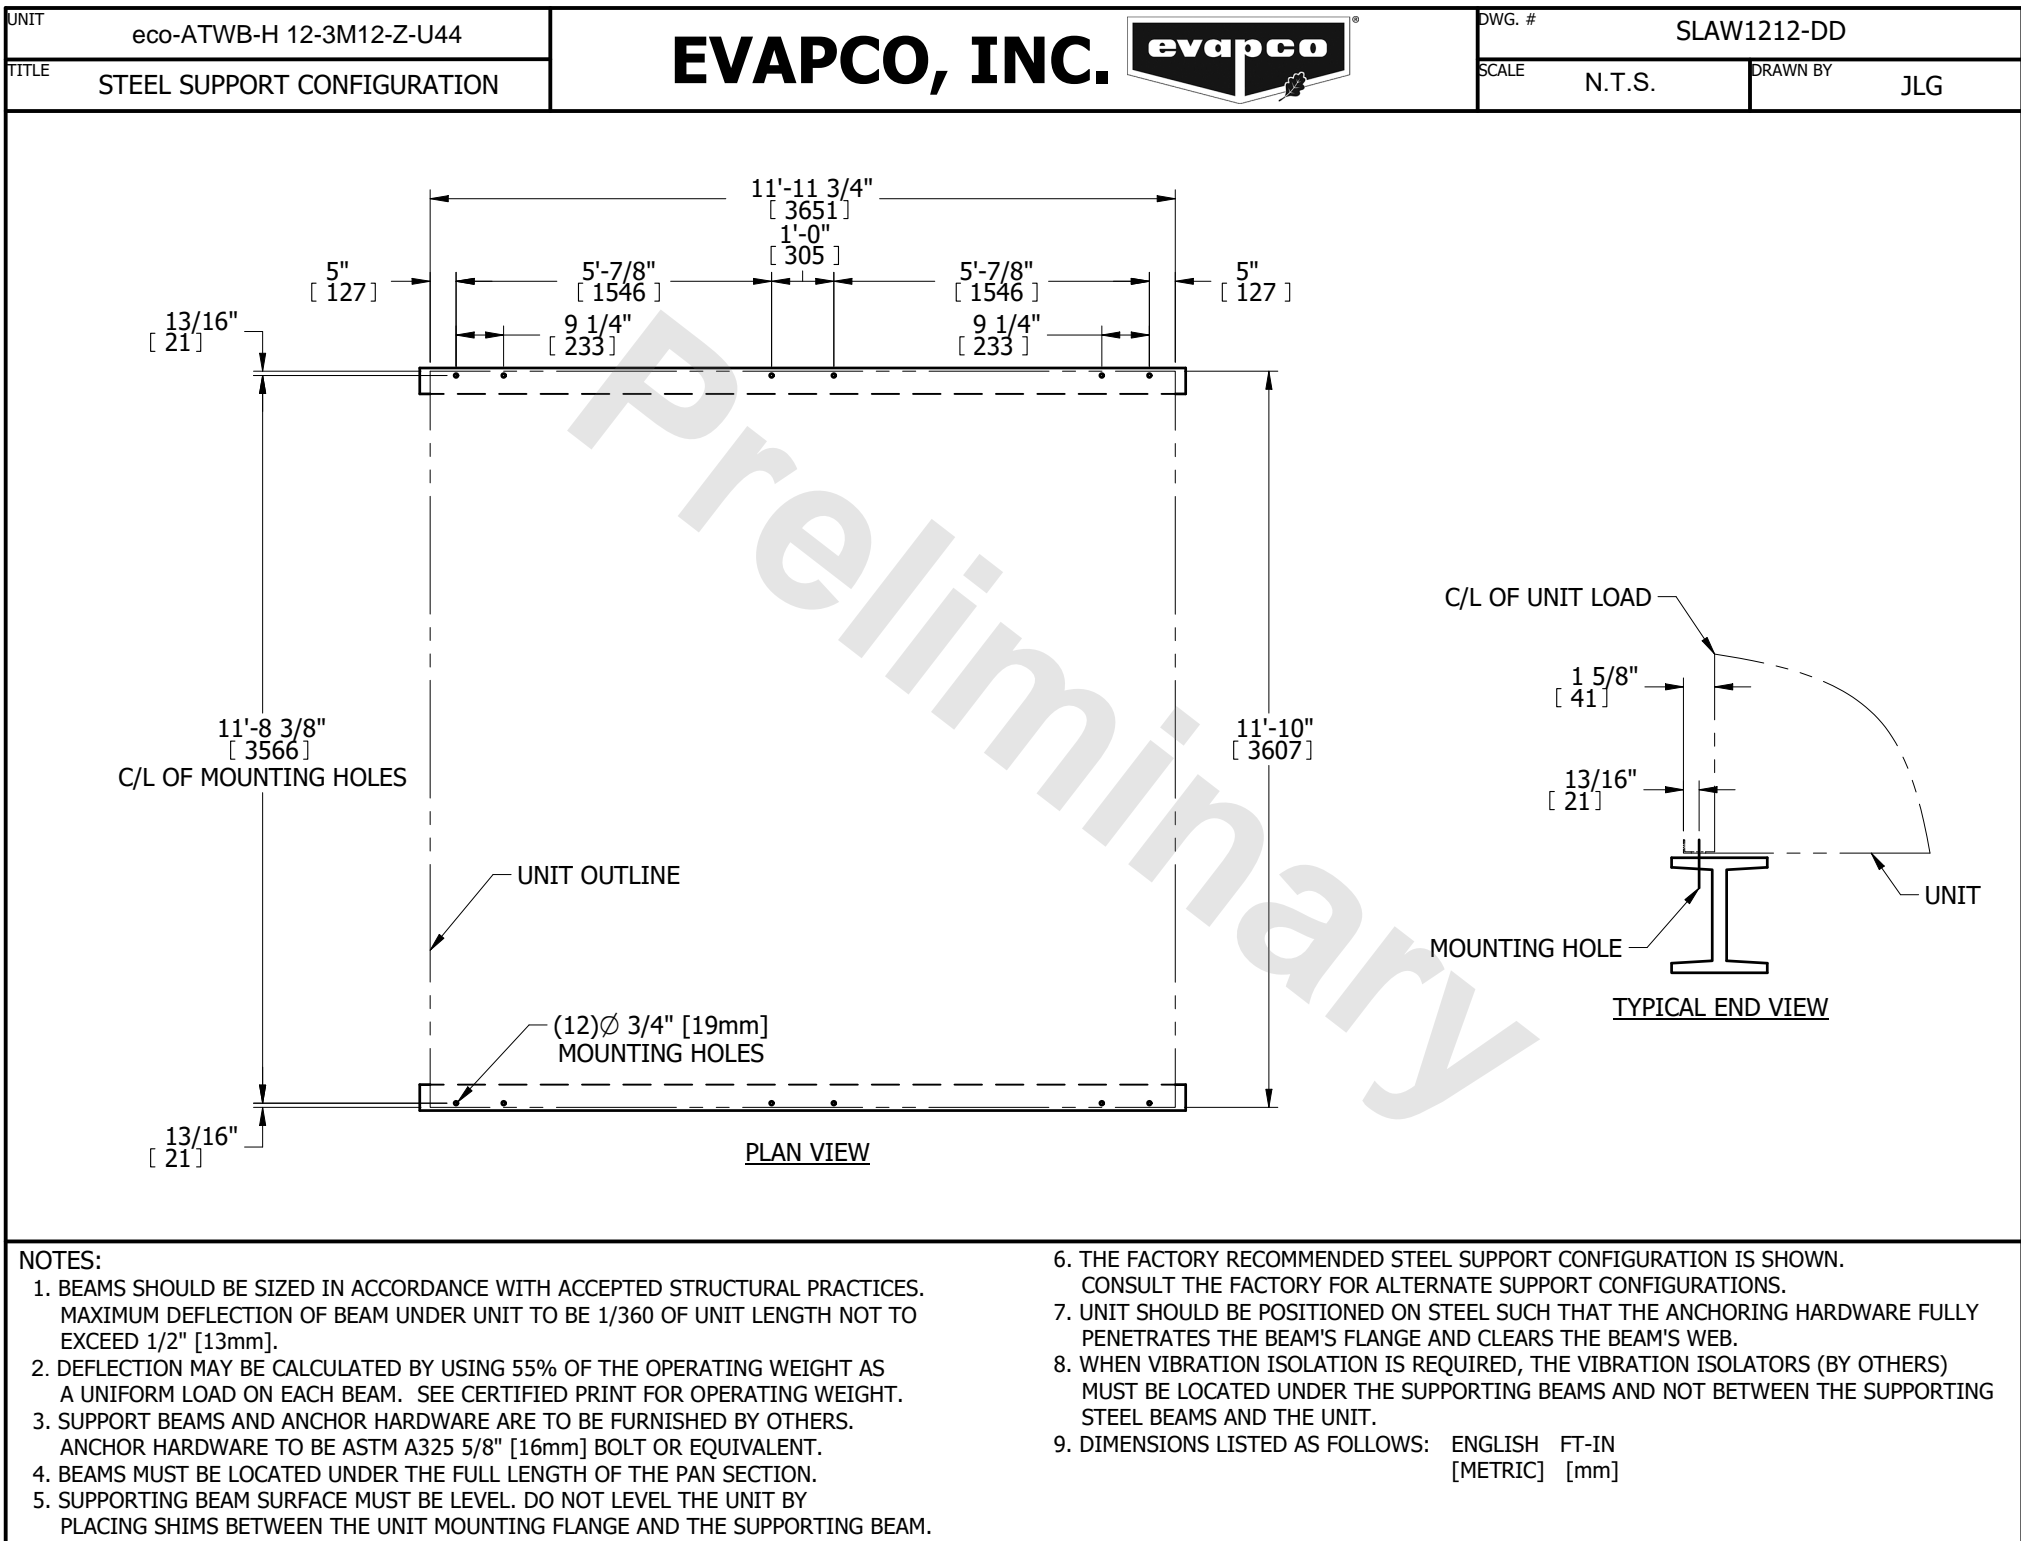 UNIT
eco-ATWB-H 12-3M12-Z-U44
TITLE
STEEL SUPPORT CONFIGURATION
EVAPCO, INC.
evapco
®
DWG. #
SLAW1212-DD
SCALE
N.T.S.
DRAWN BY
JLG
11'-11 3/4"
[ 3651]
1'-0"
[ 305 ]
5"
[ 127]
5'-7/8"
[ 1546 ]
5'-7/8"
[ 1546 ]
5"
[ 127 ]
13/16"
[ 21]
9 1/4"
[ 233]
9 1/4"
[ 233 ]
11'-8 3/8"
[ 3566]
C/L OF MOUNTING HOLES
11'-10"
[ 3607]
UNIT OUTLINE
(12)∅ 3/4" [19mm]
MOUNTING HOLES
13/16"
[ 21]
PLAN VIEW
C/L OF UNIT LOAD
1 5/8"
[ 41]
13/16"
[ 21]
UNIT
MOUNTING HOLE
TYPICAL END VIEW
Preliminary
NOTES:
1. BEAMS SHOULD BE SIZED IN ACCORDANCE WITH ACCEPTED STRUCTURAL PRACTICES.
MAXIMUM DEFLECTION OF BEAM UNDER UNIT TO BE 1/360 OF UNIT LENGTH NOT TO
EXCEED 1/2" [13mm].
2. DEFLECTION MAY BE CALCULATED BY USING 55% OF THE OPERATING WEIGHT AS
A UNIFORM LOAD ON EACH BEAM. SEE CERTIFIED PRINT FOR OPERATING WEIGHT.
3. SUPPORT BEAMS AND ANCHOR HARDWARE ARE TO BE FURNISHED BY OTHERS.
ANCHOR HARDWARE TO BE ASTM A325 5/8" [16mm] BOLT OR EQUIVALENT.
4. BEAMS MUST BE LOCATED UNDER THE FULL LENGTH OF THE PAN SECTION.
5. SUPPORTING BEAM SURFACE MUST BE LEVEL. DO NOT LEVEL THE UNIT BY
PLACING SHIMS BETWEEN THE UNIT MOUNTING FLANGE AND THE SUPPORTING BEAM.
6. THE FACTORY RECOMMENDED STEEL SUPPORT CONFIGURATION IS SHOWN.
CONSULT THE FACTORY FOR ALTERNATE SUPPORT CONFIGURATIONS.
7. UNIT SHOULD BE POSITIONED ON STEEL SUCH THAT THE ANCHORING HARDWARE FULLY
PENETRATES THE BEAM'S FLANGE AND CLEARS THE BEAM'S WEB.
8. WHEN VIBRATION ISOLATION IS REQUIRED, THE VIBRATION ISOLATORS (BY OTHERS)
MUST BE LOCATED UNDER THE SUPPORTING BEAMS AND NOT BETWEEN THE SUPPORTING
STEEL BEAMS AND THE UNIT.
9. DIMENSIONS LISTED AS FOLLOWS: ENGLISH FT-IN
[METRIC] [mm]